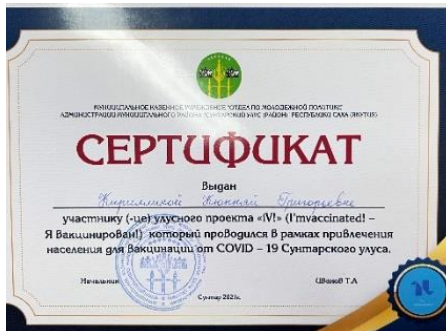 МУНИЦИПАЛЬНОЕ КАЗЕННОЕ УЧРЕЖДЕНИЕ "ОТДЕЛ ПО МОЛОДЕЖНОЙ ПОЛИТИКЕ"
АДМИНИСТРАЦИИ МУНИЦИПАЛЬНОГО РАЙОНА "СУНТАРСКИЙ УЛУС (РАЙОН)" РЕСПУБЛИКИ САХА (ЯКУТИЯ)
СЕРТИФИКАТ
Выдан
Григорьевне
участнику (-це) улусного проекта «IV!» (I'mvaccinated! –
Я Вакцинирован!), который проводился в рамках привлечения
населения для Вакцинации от COVID – 19 Сунтарского улуса.
Начальник Иванов Т.А
Сунтар 2021г.